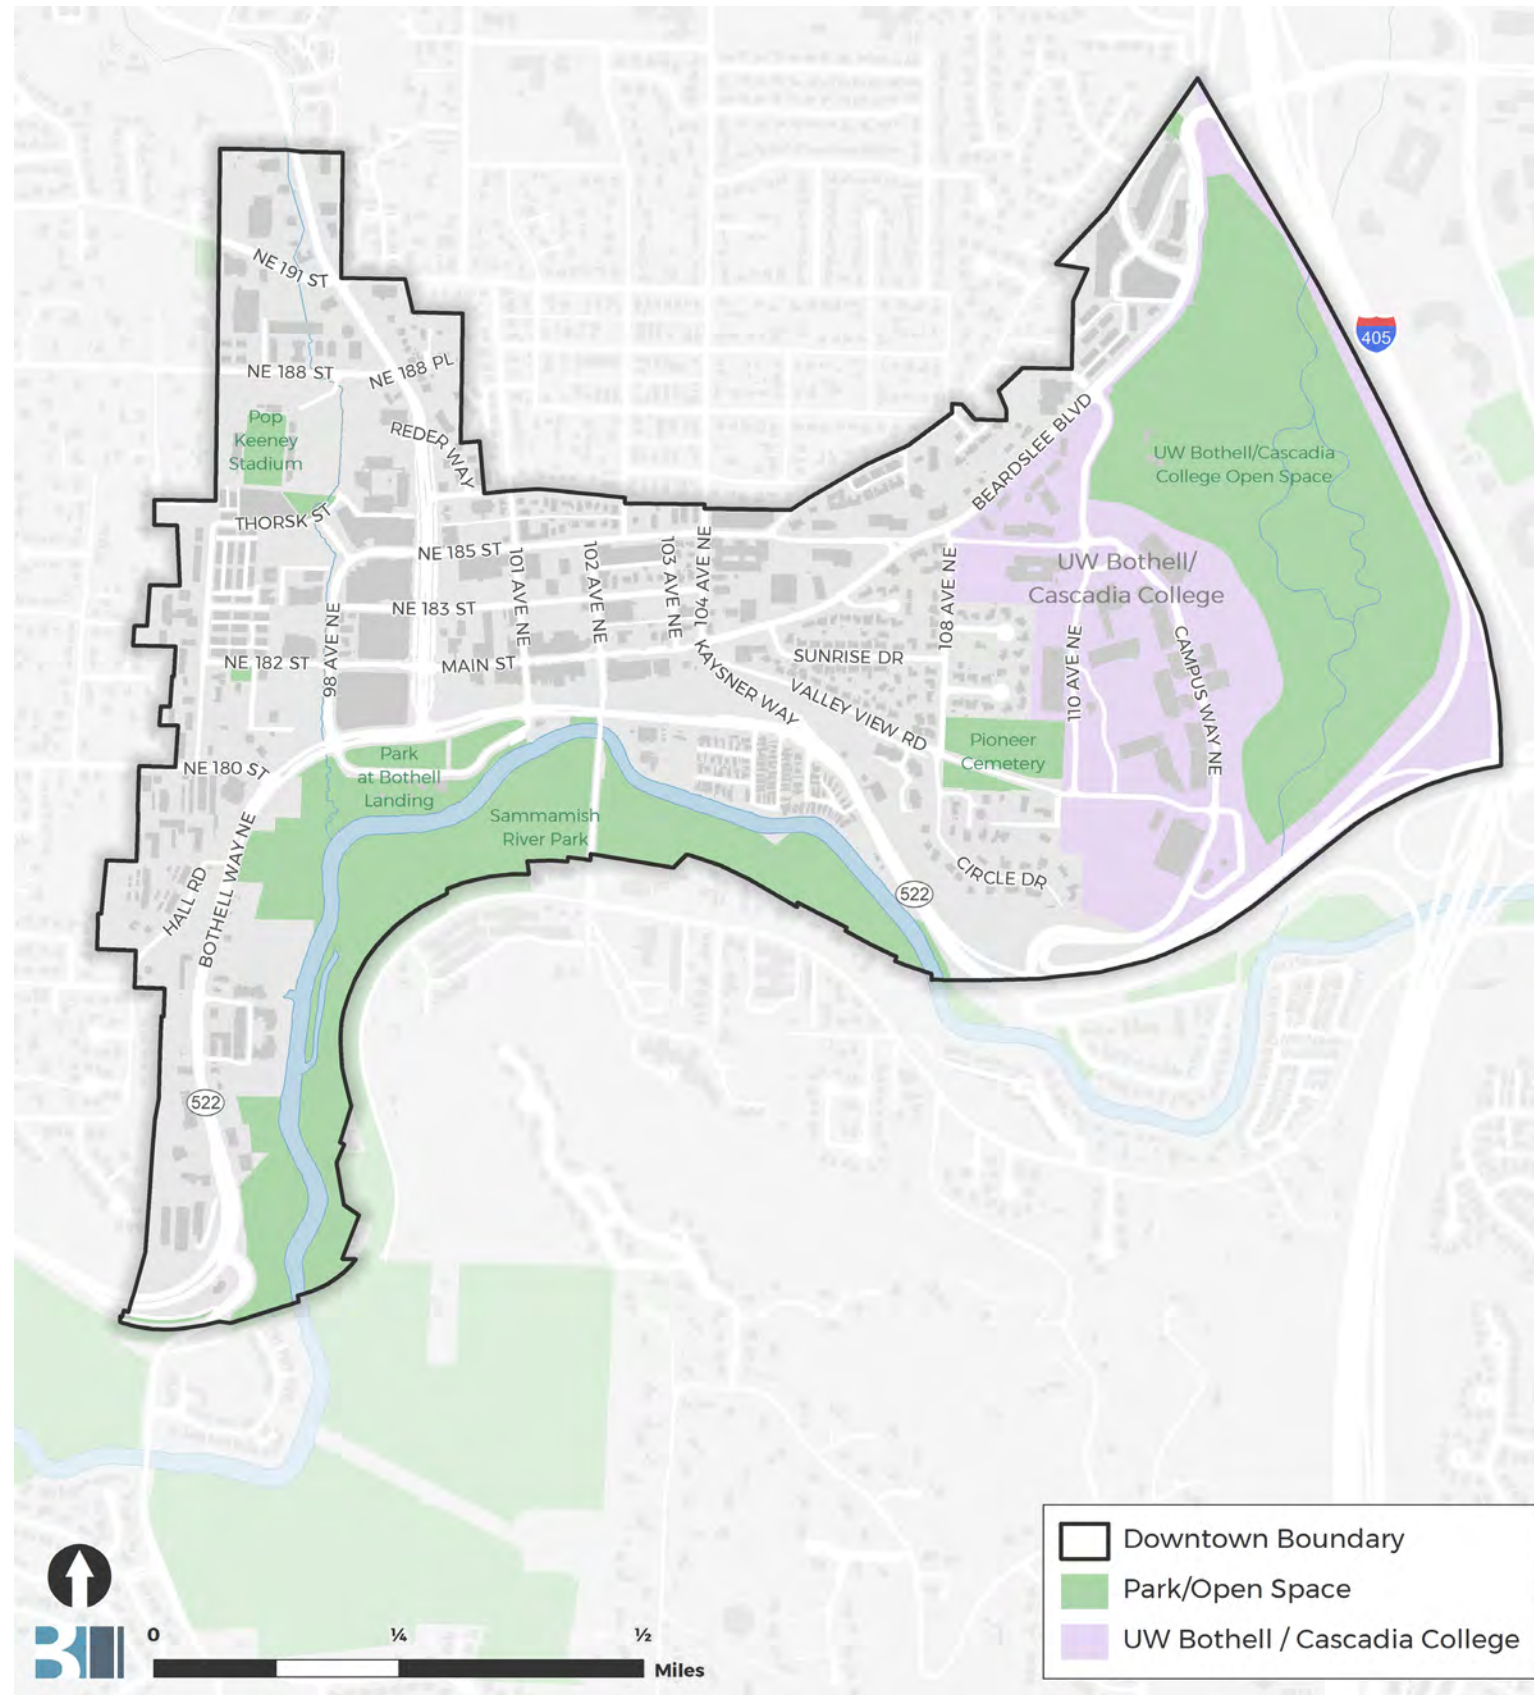 NE 191 ST
405
NE 188 ST
NE 188 PL
Pop
Keeney
Stadium
REDER WAY
BEARDSLEE BLVD
UW Bothell/Cascadia
College Open Space
THORSK ST
NE 185 ST
101 AVE NE
102 AVE NE
103 AVE NE
104 AVE NE
108 AVE NE
UW Bothell/
Cascadia College
NE 183 ST
98 AVE NE
NE 182 ST
MAIN ST
KAYSNER WAY
SUNRISE DR
VALLEY VIEW RD
110 AVE NE
CAMPUS WAY NE
Pioneer
Cemetery
NE 180 ST
Park
at Bothell
Landing
Sammamish
River Park
HALL RD
BOTHELL WAY NE
CIRCLE DR
522
522
Downtown Boundary
Park/Open Space
UW Bothell / Cascadia College
0 ¼ ½
Miles